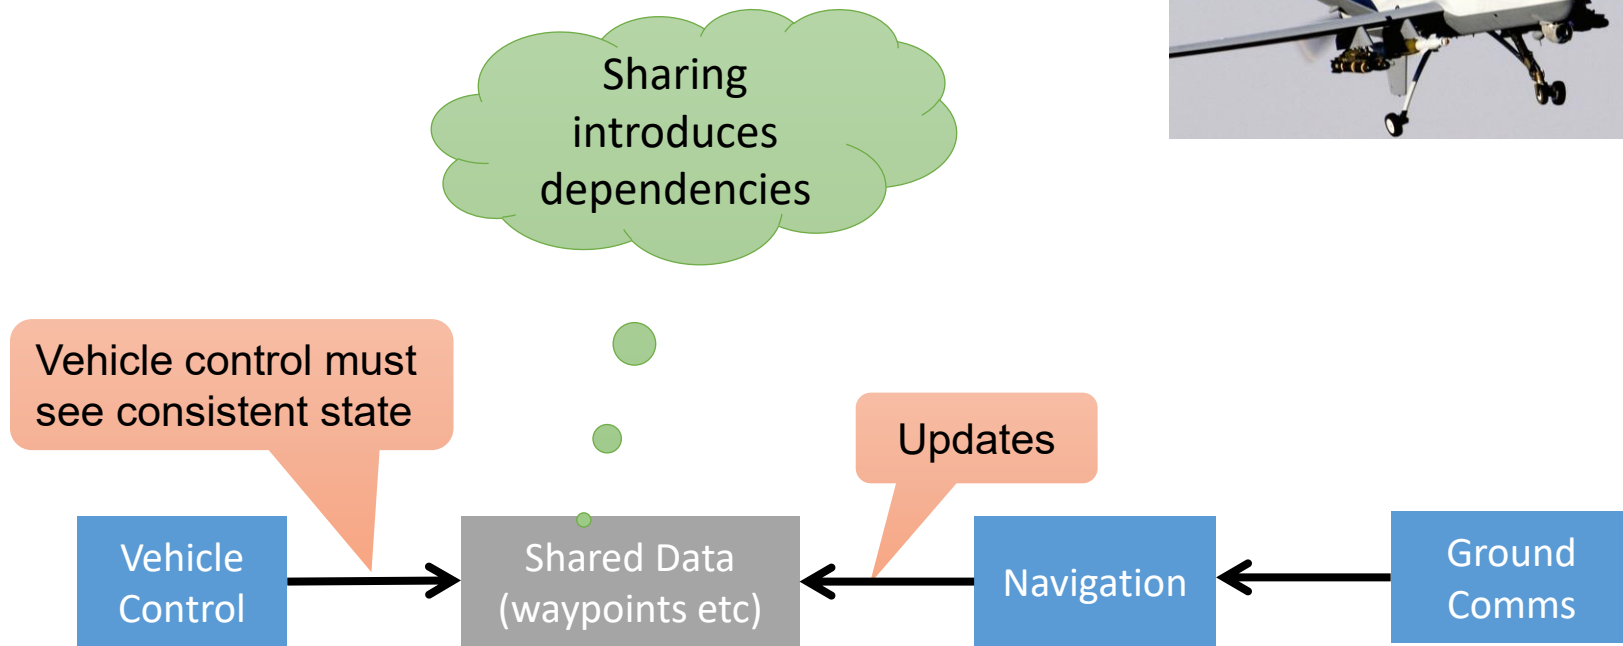 Sharing
introduces
dependencies
Vehicle control must
see consistent state
Updates
Vehicle
Control
Shared Data
(waypoints etc)
Navigation
Ground
Comms